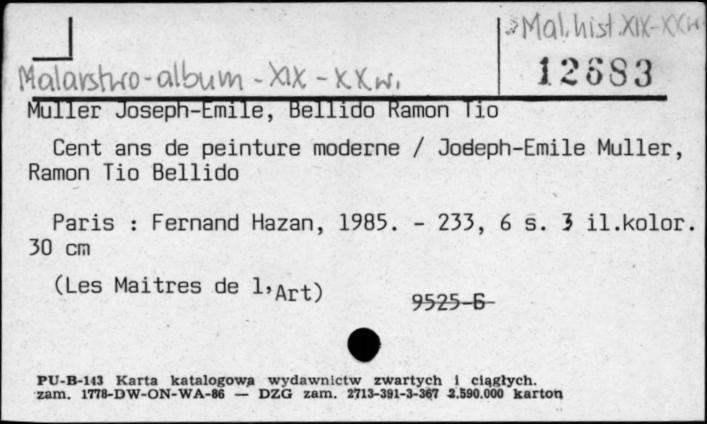 Mal.hist.XIX-XXw
12683
Malarstwo-album - XIX - XX w.
Muller Joseph-Emile, Bellido Ramon Tio
Cent ans de peinture moderne / Joseph-Emile Muller,
Ramon Tio Bellido
Paris : Fernand Hazan, 1985. - 233, 6 s. 3 il.kolor.
30 cm
(Les Maitres de l'Art)
9525-B
PU-B-143 Karta katalogowa wydawnictw zwartych i ciągłych.
zam. 1778-DW-ON-WA-86 — DZG zam. 2713-391-3-367 2.590.000 karton